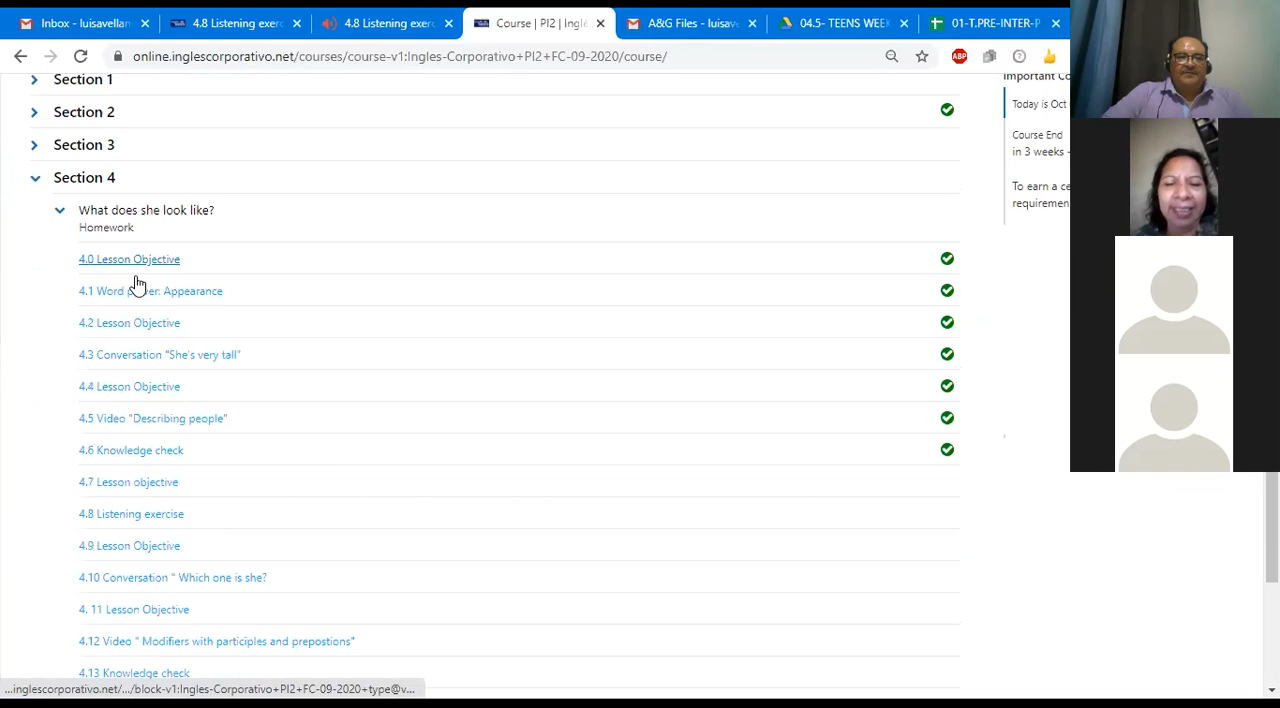 Inbox - luisavellan
4.8 Listening exer
4.8 Listening exerc
Course | PI2 | Ingle
A&G Files - luisava
04.5- TEENS WEEK
01-T.PRE-INTER-P
online.inglescorporativo.net/courses/course-v1:Ingles-Corporativo+PI2+FC-09-2020/course/
Section 1
Important Co
Today is Oct
Section 2
Course End
in 3 weeks -
Section 3
Section 4
To earn a ce
requiremen
What does she look like?
Homework
4.0 Lesson Objective
4.1 Word p wer: Appearance
4.2 Lesson Objective
4.3 Conversation "She's very tall"
4.4 Lesson Objective
4.5 Video "Describing people"
4.6 Knowledge check
4.7 Lesson objective
4.8 Listening exercise
4.9 Lesson Objective
4.10 Conversation " Which one is she?
4. 11 Lesson Objective
4.12 Video " Modifiers with participles and prepostions"
4.13 Knowledge check
...inglescorporativo.net/.../block-v1:Ingles-Corporativo+PI2+FC-09-2020+type@v...
ABP